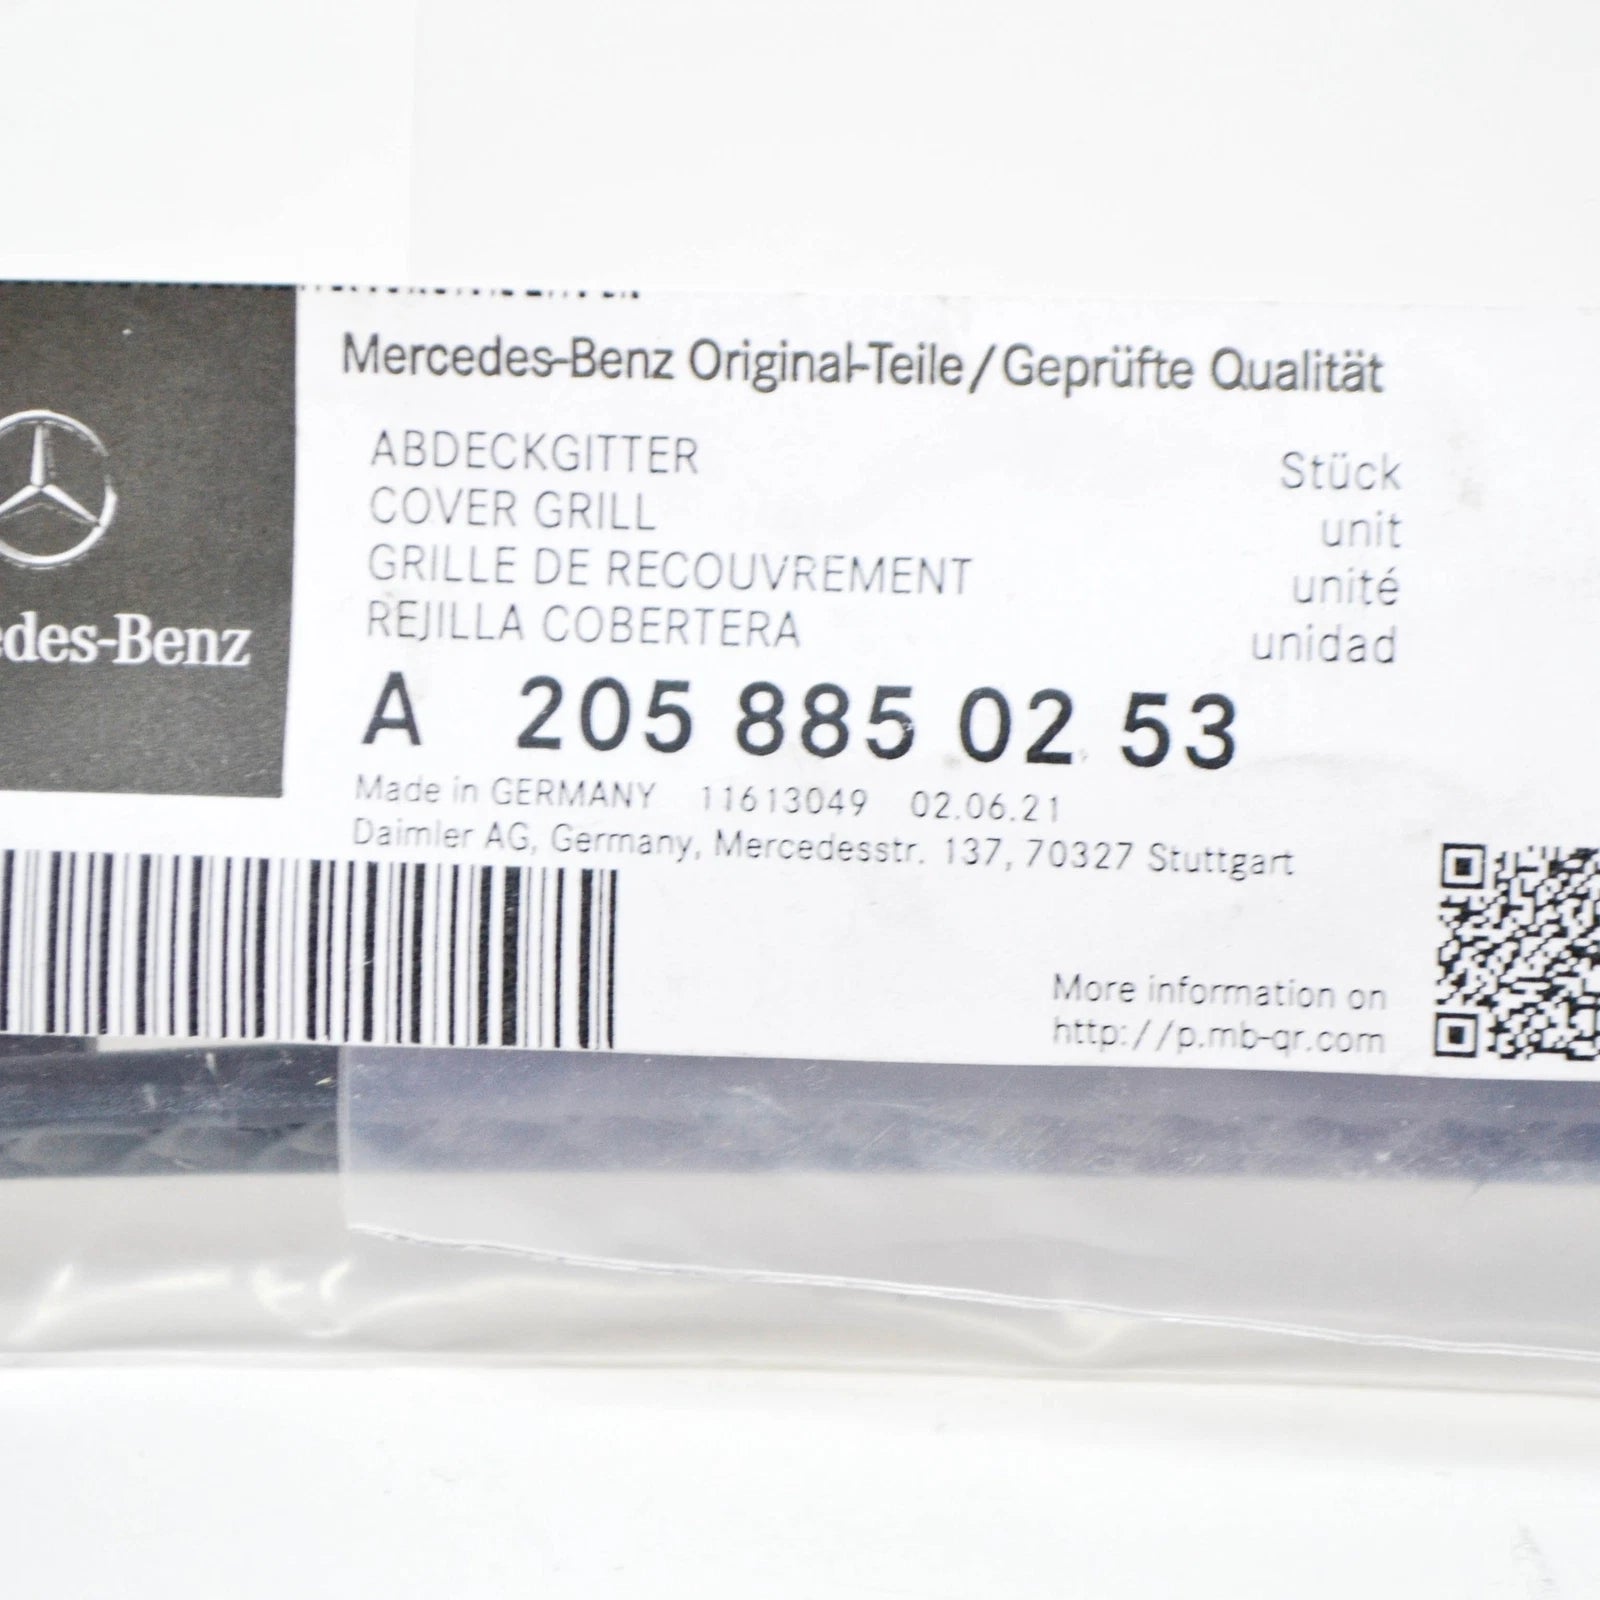 Mercedes-Benz Original-Teile/Geprüfte Qualität
ABDECKGITTER Stück
COVER GRILL unit
GRILLE DE RECOUVREMENT unité
REJILLA COBERTERA unidad
edes-Benz
A 205 885 02 53
Made in GERMANY 11613049 02.06.21
Daimler AG, Germany, Mercedesstr. 137, 70327 Stuttgart
More information on
http://p.mb-qr.com